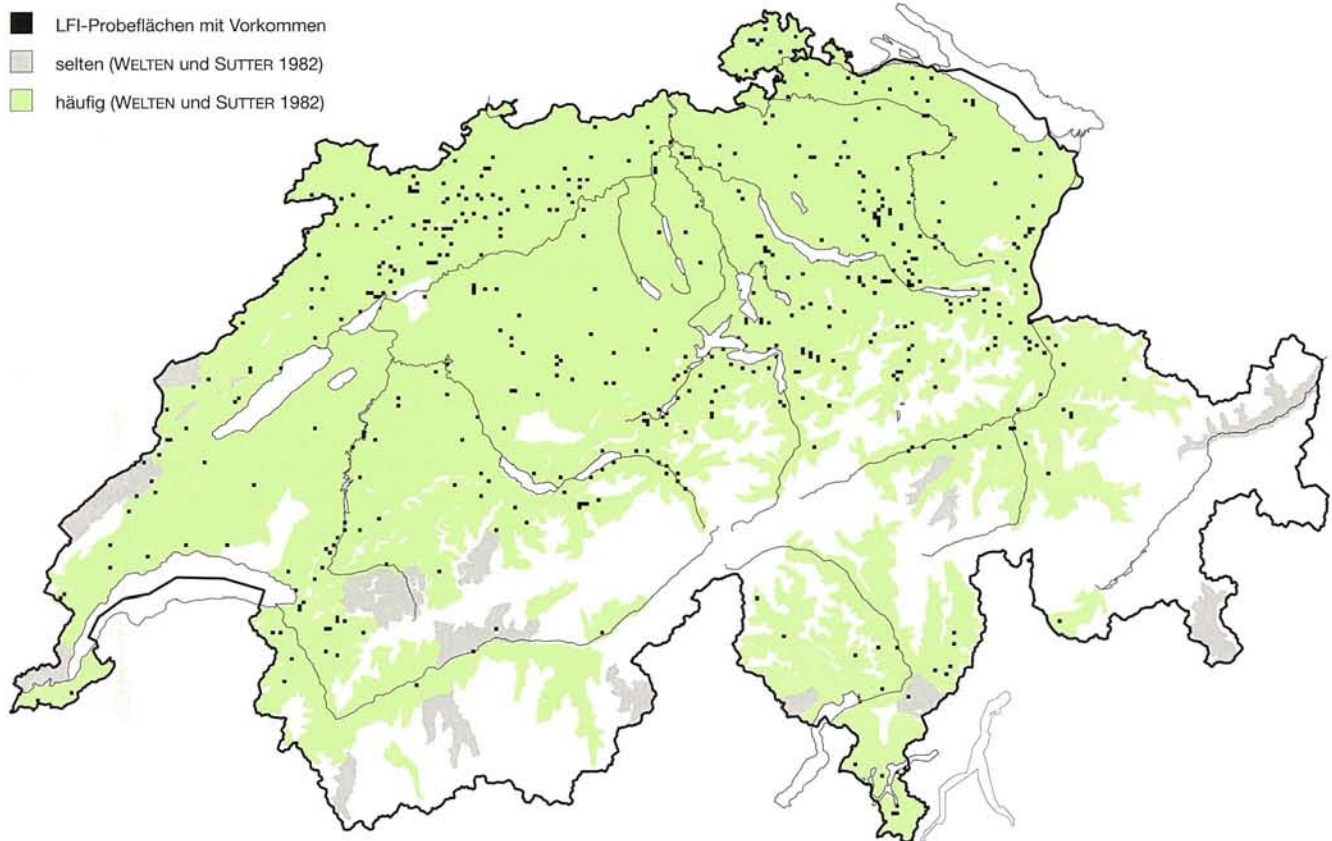 LFI-Probeflächen mit Vorkommen
selten (WELTEN und SUTTER 1982)
häufig (WELTEN und SUTTER 1982)